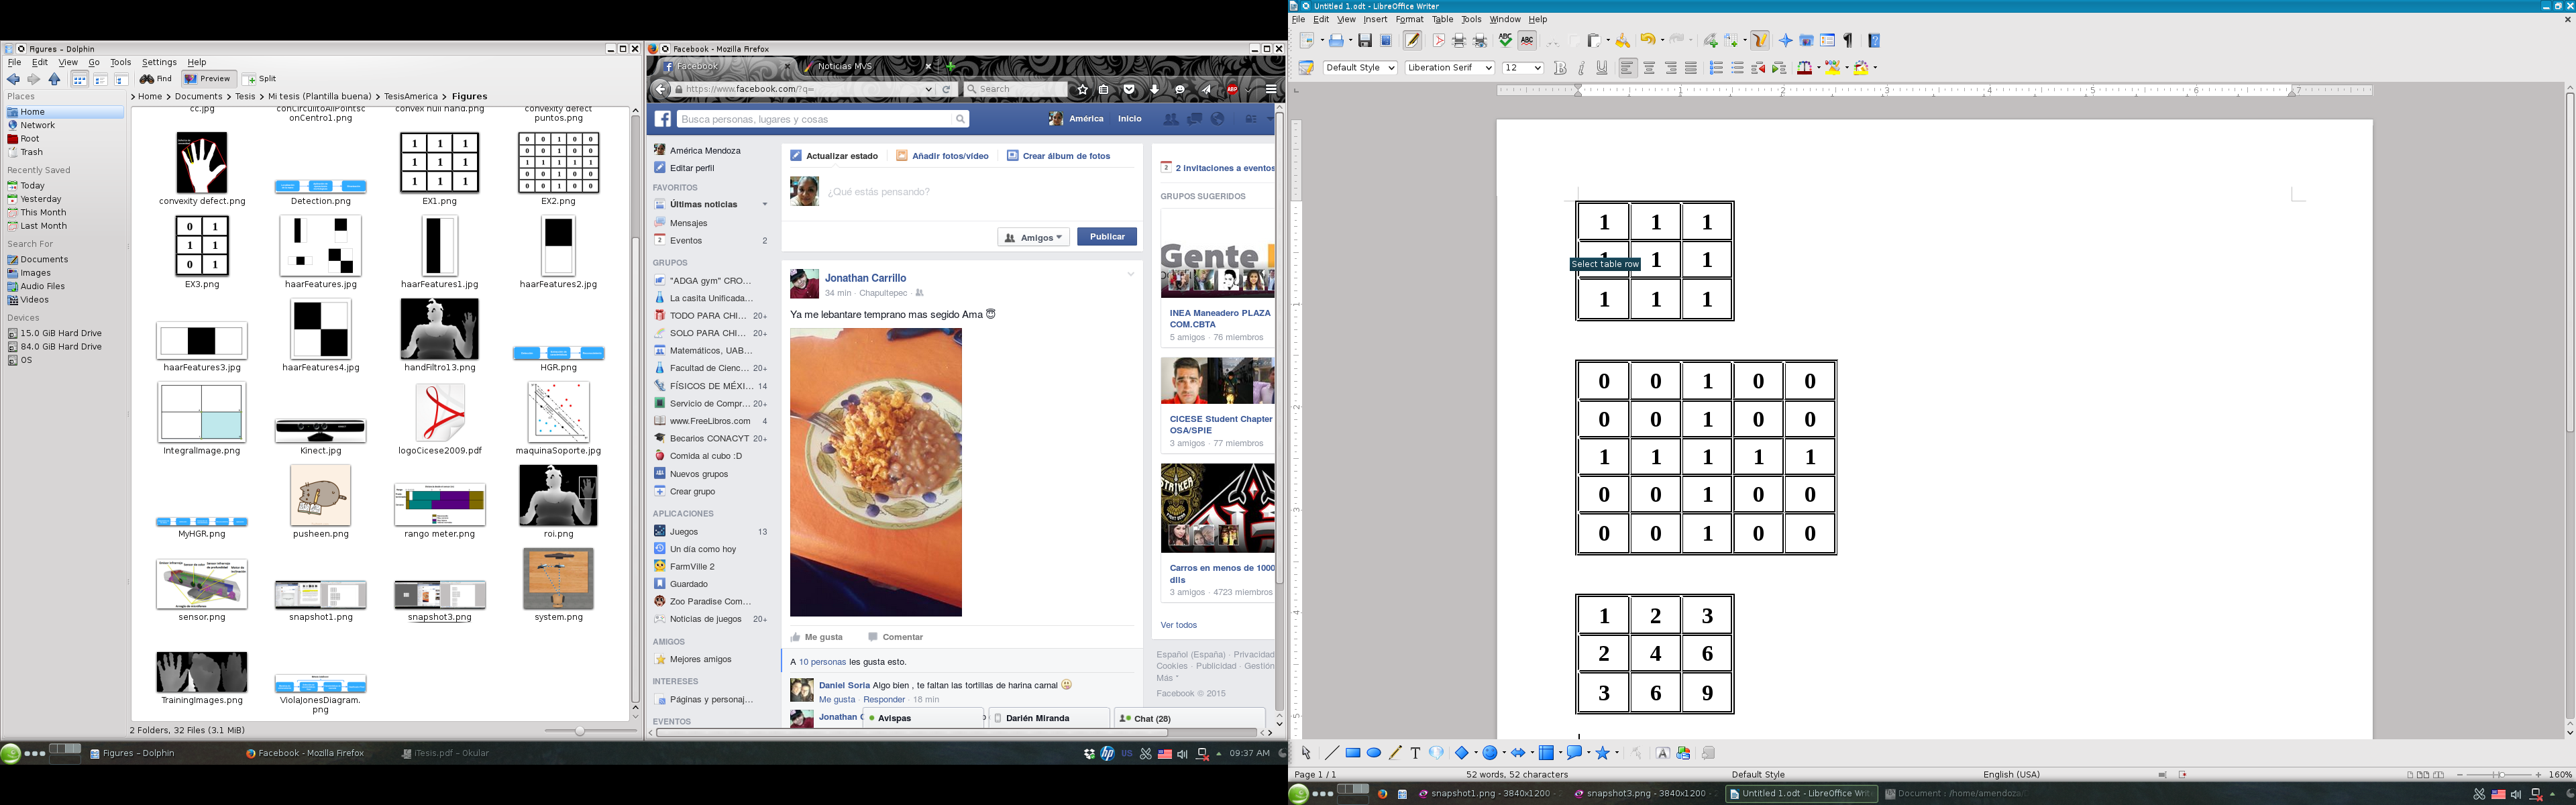 Figures – Dolphin
File Edit View Go Tools Settings Help
Find Preview Split
Places
Home
Network
Root
Trash
Recently Saved
Today
Yesterday
This Month
Last Month
Search For
Documents
Images
Audio Files
Videos
Devices
15.0 GiB Hard Drive
84.0 GiB Hard Drive
OS
Home > Documents > Tesis > Mi tesis (Plantilla buena) > TesisAmerica > Figures
cc.jpg
conCirculitoAllPointsc
onCentro1.png
convex hull hand.png
convexity defect
puntos.png
convexity defect.png
Detection.png
EX1.png
EX2.png
EX3.png
haarFeatures.jpg
haarFeatures1.jpg
haarFeatures2.jpg
haarFeatures3.jpg
haarFeatures4.jpg
handFiltro13.png
HGR.png
IntegralImage.png
Kinect.jpg
logoCicese2009.pdf
maquinaSoporte.jpg
MyHGR.png
pusheen.png
rango meter.png
roi.png
sensor.png
snapshot1.png
snapshot3.png
system.png
TrainingImages.png
ViolaJonesDiagram.
png
2 Folders, 32 Files (3.1 MiB)
Figures – Dolphin
Facebook - Mozilla Firefox
iTesis.pdf – Okular
US
09:37 AM
Facebook - Mozilla Firefox
Facebook
Noticias MVS
https://www.facebook.com/?q=
Search
Busca personas, lugares y cosas
América
Inicio
América Mendoza
Editar perfil
FAVORITOS
Últimas noticias
Mensajes
Eventos 2
GRUPOS
"ADGA gym" CRO...
La casita Unificada...
TODO PARA CHI... 20+
SOLO PARA CHI... 20+
Matemáticos, UAB...
Facultad de Cienc... 20+
FÍSICOS DE MÉXI... 14
Servicio de Compr... 20+
www.FreeLibros.com 4
Becarios CONACYT 20+
Comida al cubo :D
Nuevos grupos
Crear grupo
APLICACIONES
Juegos 13
Un día como hoy
FarmVille 2
Guardado
Zoo Paradise Com...
Noticias de juegos 20+
AMIGOS
Mejores amigos
INTERESES
Páginas y personaj...
EVENTOS
Actualizar estado
Añadir fotos/vídeo
Crear álbum de fotos
¿Qué estás pensando?
Amigos
Publicar
Jonathan Carrillo
34 min · Chapultepec ·
Ya me lebantare temprano mas segido Ama
Me gusta Comentar
A 10 personas les gusta esto.
Daniel Soria Algo bien , te faltan las tortillas de harina carnal
Me gusta · Responder · 18 min
Jonathan
Avispas
Darién Miranda
Chat (28)
2 invitaciones a eventos
GRUPOS SUGERIDOS
Gente
INEA Maneadero PLAZA
COM.CBTA
5 amigos · 76 miembros
CICESE Student Chapter
OSA/SPIE
3 amigos · 77 miembros
STRIKER
Carros en menos de 1000
dlls
3 amigos · 4723 miembros
Ver todos
Español (España) · Privacidad
Cookies · Publicidad · Gestión
Más
Facebook © 2015
Untitled 1.odt - LibreOffice Writer
File Edit View Insert Format Table Tools Window Help
Default Style
Liberation Serif
12
1 1 1
1 1
Select table row
1 1 1
0 0 1 0 0
0 0 1 0 0
1 1 1 1 1
0 0 1 0 0
0 0 1 0 0
1 2 3
2 4 6
3 6 9
Page 1 / 1
52 words, 52 characters
Default Style
English (USA)
160%
snapshot1.png - 3840x1200
snapshot3.png - 3840x1200
Untitled 1.odt - LibreOffice Wri
Document : /home/amendoza